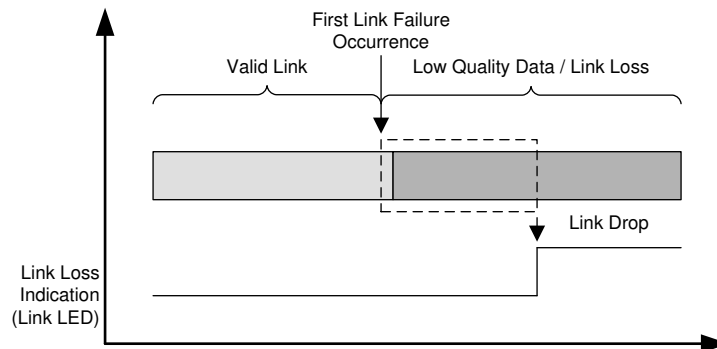 First Link Failure
Occurrence
Valid Link
Low Quality Data / Link Loss
Link Drop
Link Loss
Indication
(Link LED)